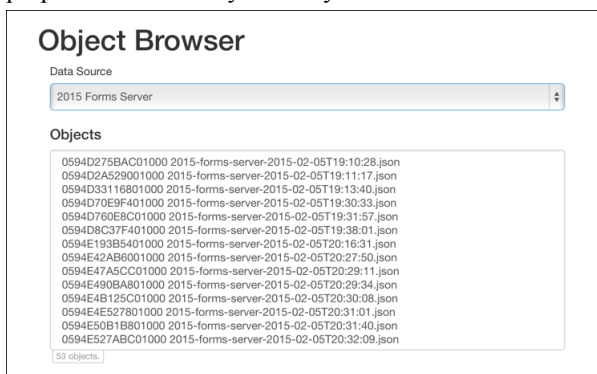 Object Browser
Data Source
2015 Forms Server
Objects
0594D275BAC01000 2015-forms-server-2015-02-05T19:10:28.json
0594D2A529001000 2015-forms-server-2015-02-05T19:11:17.json
0594D33116801000 2015-forms-server-2015-02-05T19:13:40.json
0594D70E9F401000 2015-forms-server-2015-02-05T19:30:33.json
0594D760E8C01000 2015-forms-server-2015-02-05T19:31:57.json
0594D8C37F401000 2015-forms-server-2015-02-05T19:38:01.json
0594E193B5401000 2015-forms-server-2015-02-05T20:16:31.json
0594E42AB6001000 2015-forms-server-2015-02-05T20:27:50.json
0594E47A5CC01000 2015-forms-server-2015-02-05T20:29:11.json
0594E490BA801000 2015-forms-server-2015-02-05T20:29:34.json
0594E4B125C01000 2015-forms-server-2015-02-05T20:30:08.json
0594E4E527801000 2015-forms-server-2015-02-05T20:31:01.json
0594E50B1B801000 2015-forms-server-2015-02-05T20:31:40.json
0594E527ABC01000 2015-forms-server-2015-02-05T20:32:09.json
53 objects.